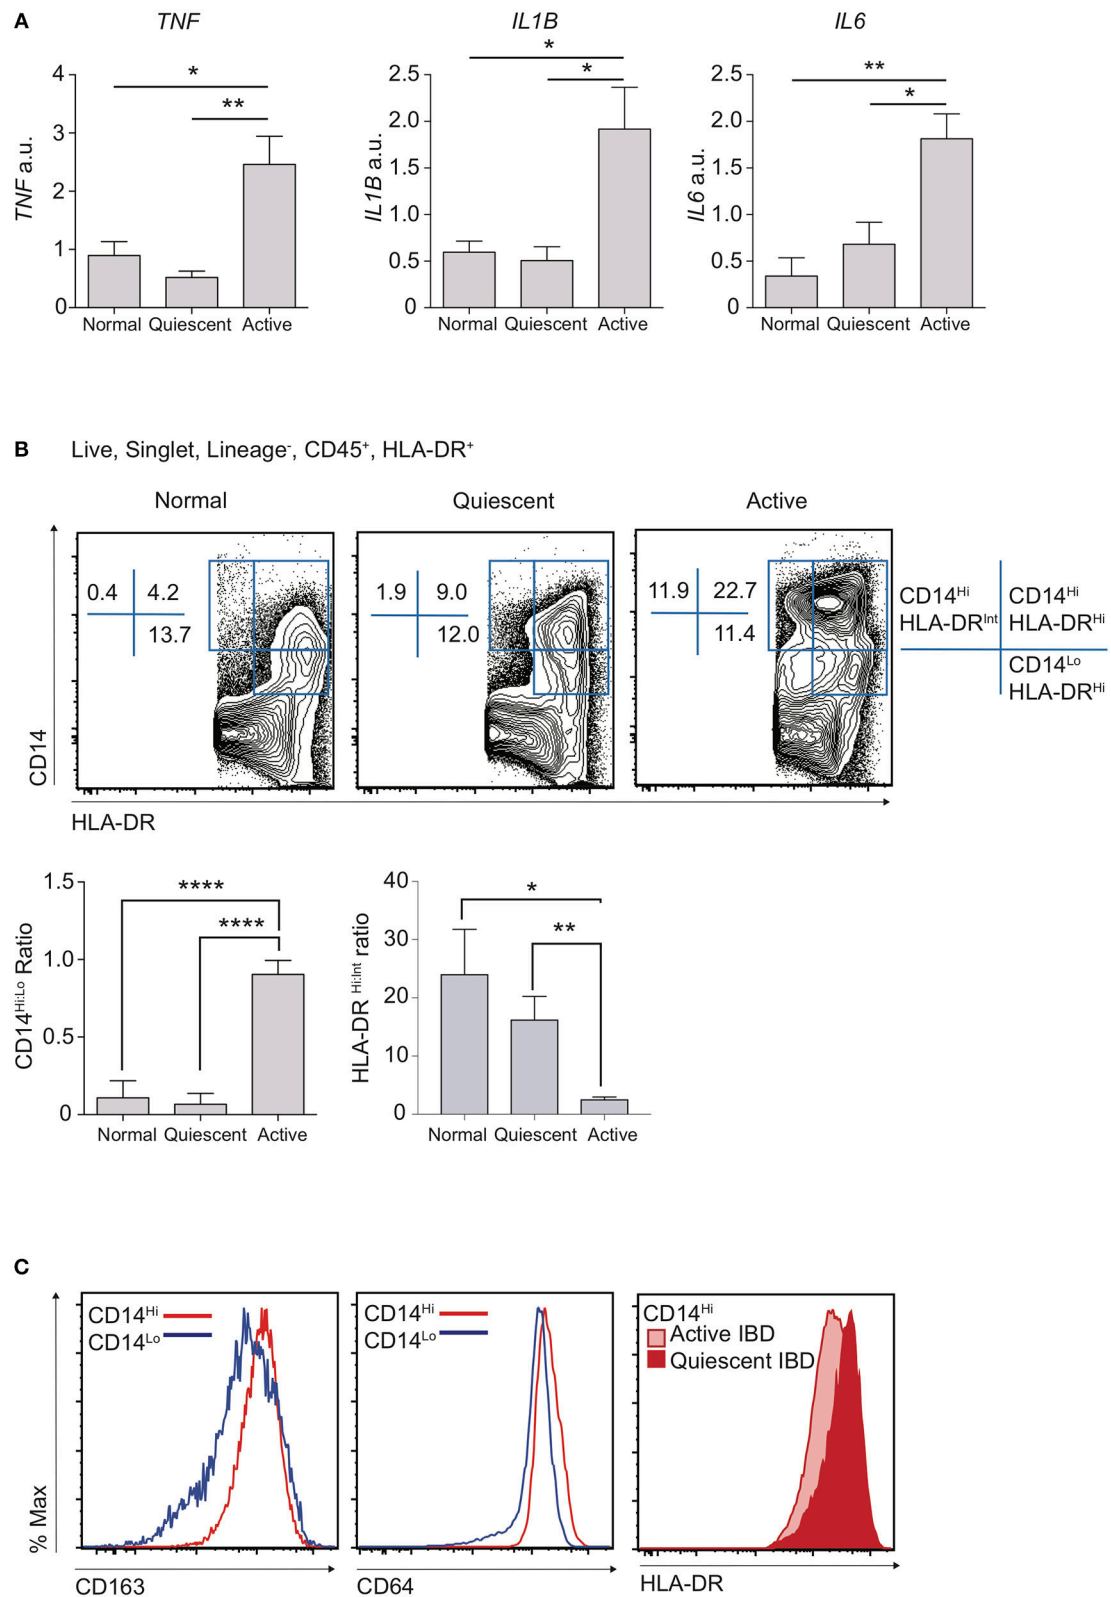 A
TNF
IL1B
IL6
*
**
4
3
2
1
0
TNF a.u.
Normal Quiescent Active
*
*
2.5
2.0
1.5
1.0
0.5
0
IL1B a.u.
Normal Quiescent Active
**
*
2.5
2.0
1.5
1.0
0.5
0
IL6 a.u.
Normal Quiescent Active
B
Live, Singlet, Lineage-, CD45+, HLA-DR+
Normal
Quiescent
Active
0.4 4.2
13.7
1.9 9.0
12.0
11.9 22.7
11.4
CD14Hi
HLA-DRInt
CD14Hi
HLA-DRHi
CD14Lo
HLA-DRHi
CD14
HLA-DR
****
****
1.5
1.0
0.5
0
CD14Hi:Lo Ratio
Normal Quiescent Active
*
**
40
30
20
10
0
HLA-DR Hi:Int ratio
Normal Quiescent Active
C
CD14Hi
CD14Lo
CD14Hi
CD14Lo
CD14Hi
Active IBD
Quiescent IBD
% Max
CD163
CD64
HLA-DR